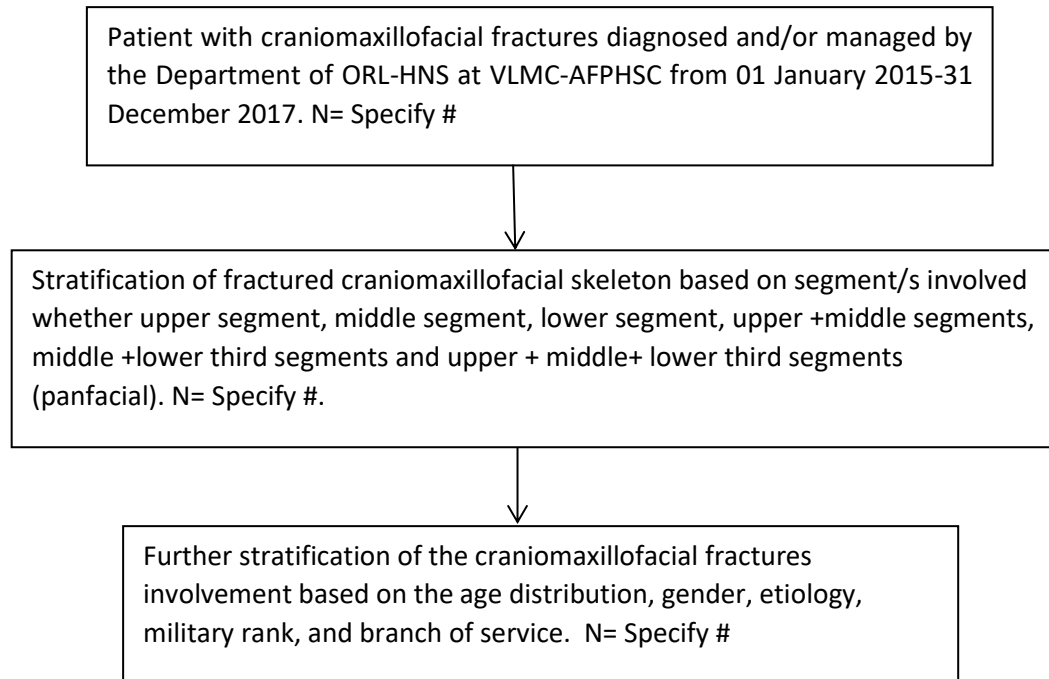 Patient with craniomaxillofacial fractures diagnosed and/or managed by
the Department of ORL-HNS at VLMC-AFPHSC from 01 January 2015-31
December 2017. N= Specify #
Stratification of fractured craniomaxillofacial skeleton based on segment/s involved
whether upper segment, middle segment, lower segment, upper +middle segments,
middle +lower third segments and upper + middle+ lower third segments
(panfacial). N= Specify #.
Further stratification of the craniomaxillofacial fractures
involvement based on the age distribution, gender, etiology,
military rank, and branch of service.  N= Specify #